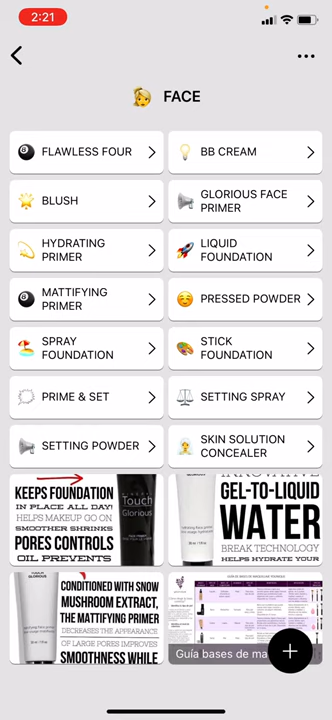 2:21
FACE
FLAWLESS FOUR
BB CREAM
BLUSH
GLORIOUS FACE
PRIMER
HYDRATING
PRIMER
LIQUID
FOUNDATION
MATTIFYING
PRIMER
PRESSED POWDER
SPRAY
FOUNDATION
STICK
FOUNDATION
PRIME & SET
SETTING SPRAY
SETTING POWDER
SKIN SOLUTION
CONCEALER
KEEPS FOUNDATION
IN PLACE ALL DAY!
HELPS MAKEUP GO ON
SMOOTHER SHRINKS
PORES CONTROLS
OIL PREVENTS
Touch
Glorious
GEL-TO-LIQUID
WATER
BREAK TECHNOLOGY
HELPS HYDRATE YOUR
CONDITIONED WITH SNOW
MUSHROOM EXTRACT,
THE MATTIFYING PRIMER
DECREASES THE APPEARANCE
OF LARGE PORES IMPROVES
SMOOTHNESS WHILE
Guía bases de ma